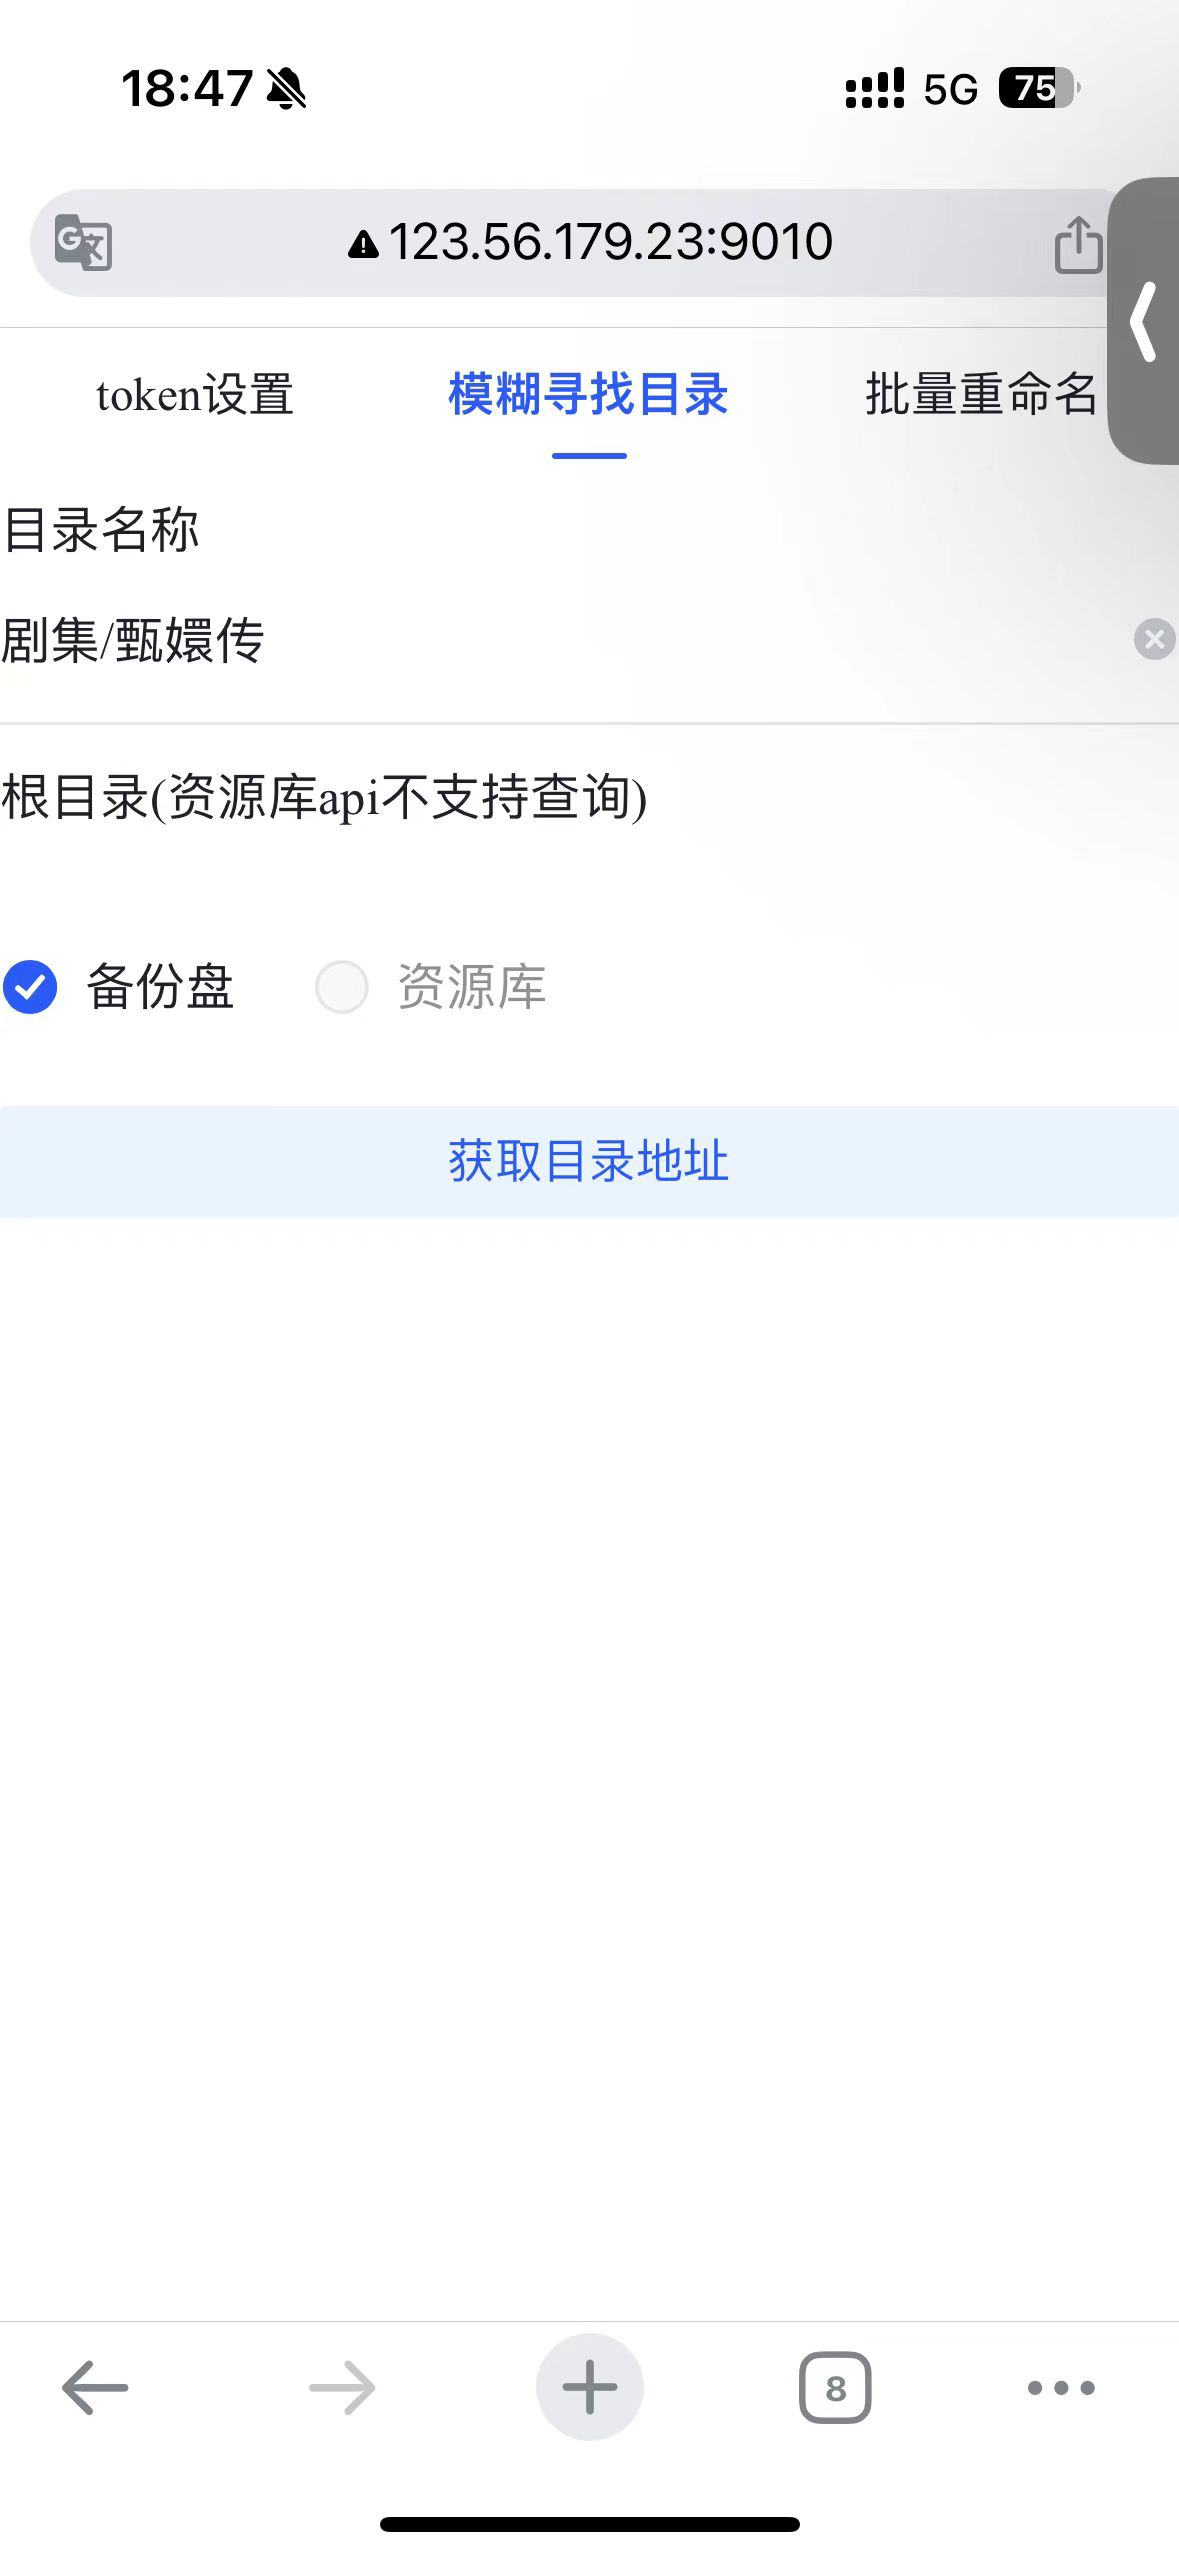 18:47 5G 75
123.56.179.23:9010
token设置 模糊寻找目录 批量重命名
目录名称
剧集/甄嬛传
根目录(资源库api不支持查询)
备份盘 资源库
获取目录地址
8